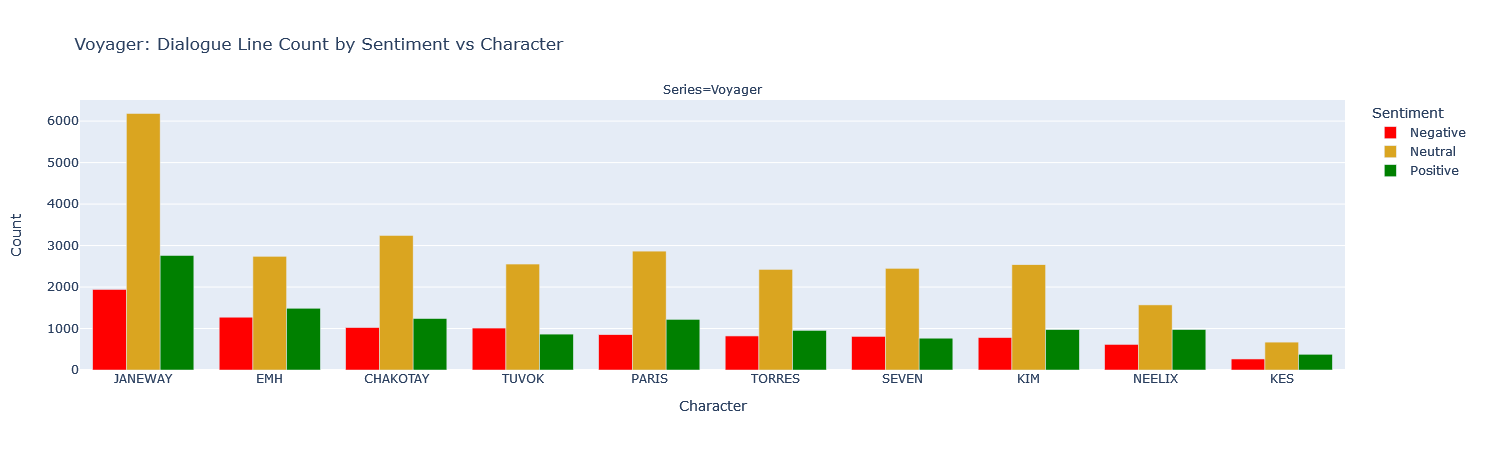 Voyager: Dialogue Line Count by Sentiment vs Character
Series=Voyager
Sentiment
Negative
Neutral
Positive
Count
6000
5000
4000
3000
2000
1000
0
JANEWAY EMH CHAKOTAY TUVOK PARIS TORRES SEVEN KIM NEELIX KES
Character